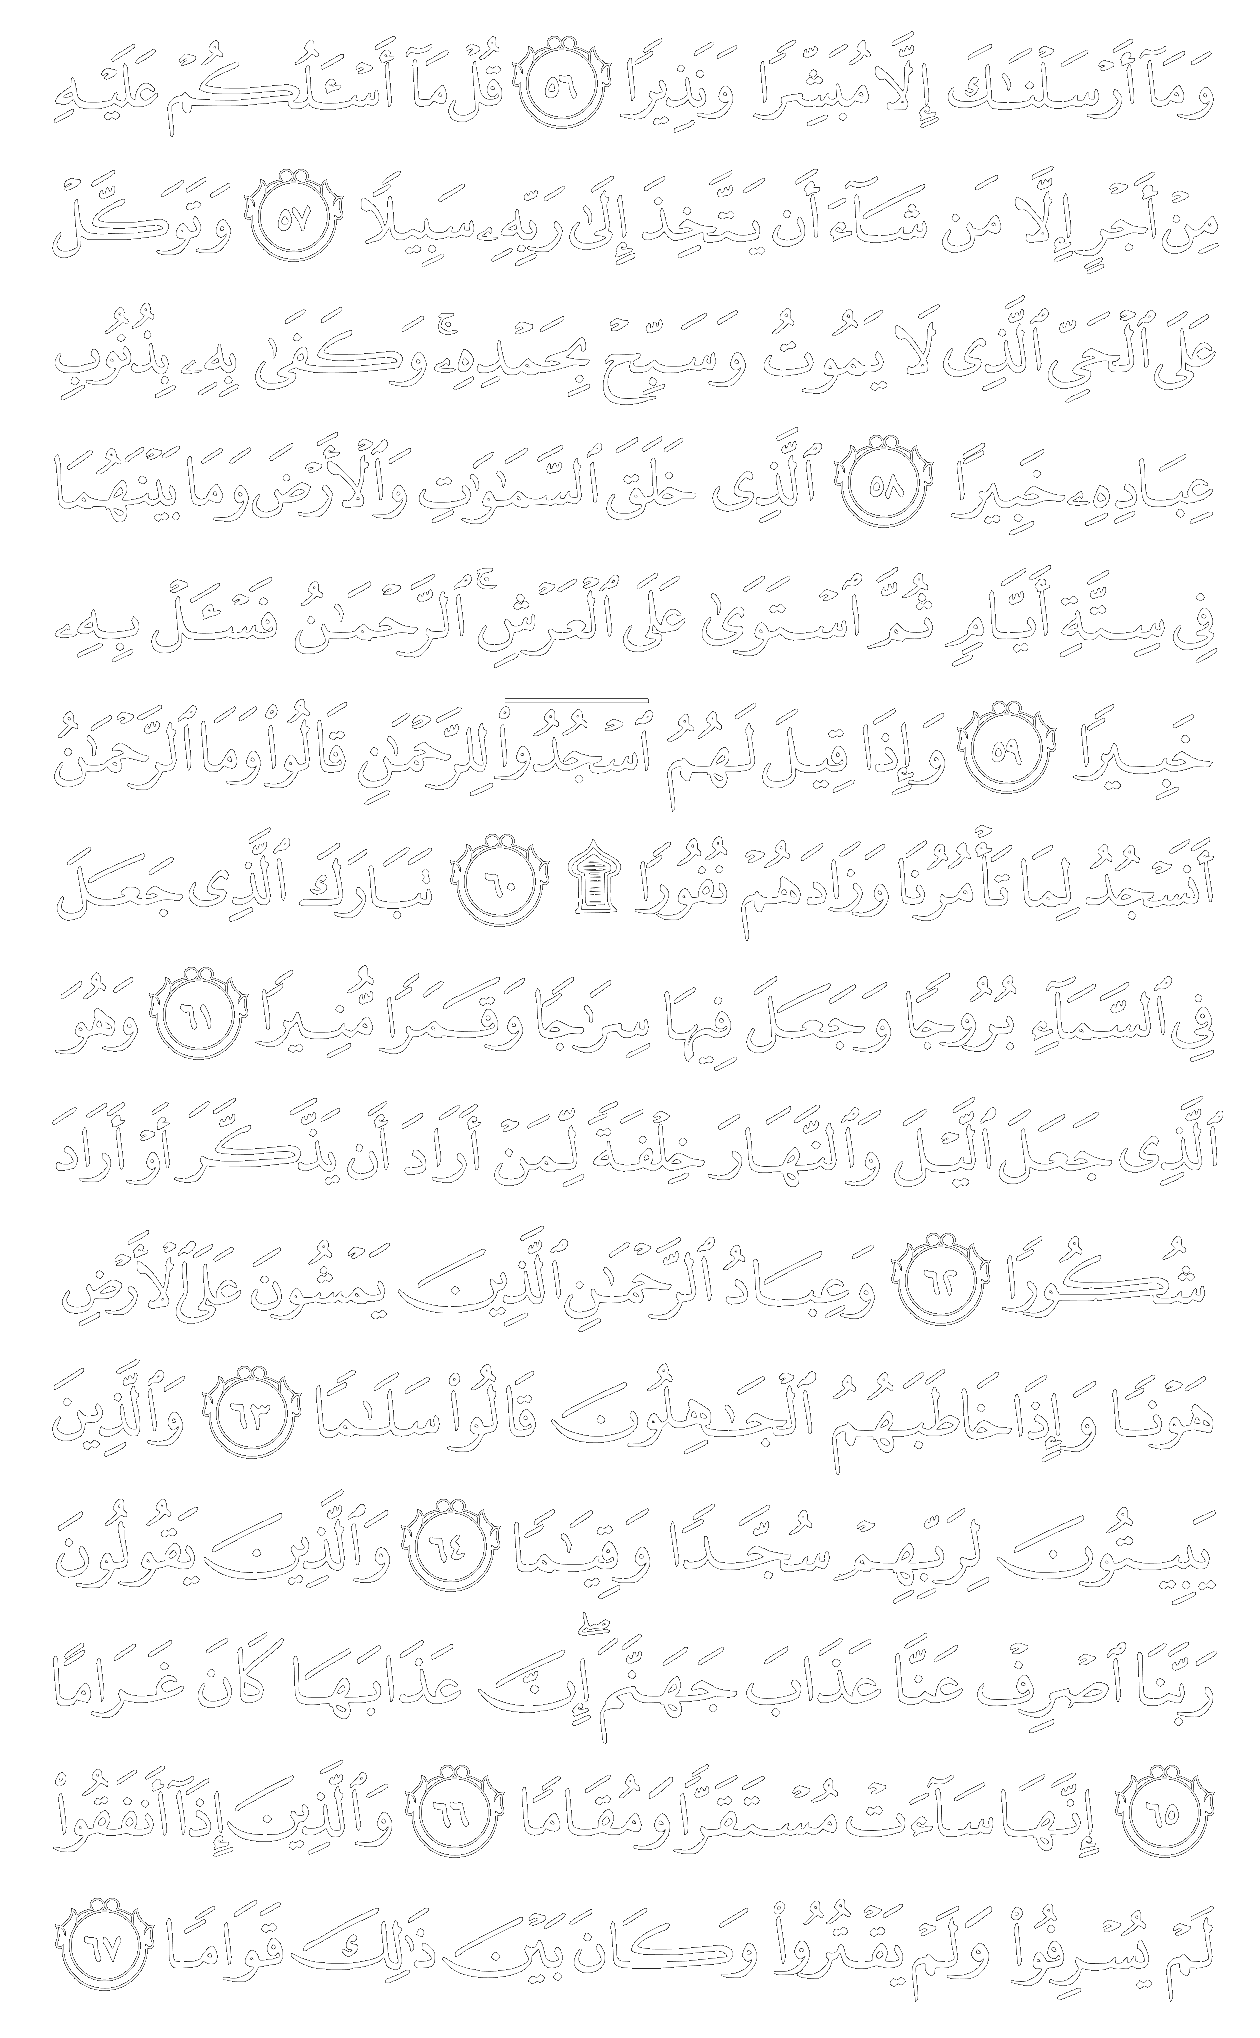 وَمَآ أَرْسَلْنَٰكَ إِلَّا مُبَشِّرًا وَنَذِيرًا ٥٦ قُلْ مَآ أَسْـَٔلُكُمْ عَلَيْهِ
مِنْ أَجْرٍ إِلَّا مَن شَآءَ أَن يَتَّخِذَ إِلَىٰ رَبِّهِۦ سَبِيلًا ٥٧ وَتَوَكَّلْ
عَلَى ٱلْحَىِّ ٱلَّذِى لَا يَمُوتُ وَسَبِّحْ بِحَمْدِهِۦ ۚ وَكَفَىٰ بِهِۦ بِذُنُوبِ
عِبَادِهِۦ خَبِيرًا ٥٨ ٱلَّذِى خَلَقَ ٱلسَّمَٰوَٰتِ وَٱلْأَرْضَ وَمَا بَيْنَهُمَا
فِى سِتَّةِ أَيَّامٍ ثُمَّ ٱسْتَوَىٰ عَلَى ٱلْعَرْشِ ۚ ٱلرَّحْمَٰنُ فَسْـَٔلْ بِهِۦ
خَبِيرًا ٥٩ وَإِذَا قِيلَ لَهُمُ ٱسْجُدُوا۟ لِلرَّحْمَٰنِ قَالُوا۟ وَمَا ٱلرَّحْمَٰنُ
أَنَسْجُدُ لِمَا تَأْمُرُنَا وَزَادَهُمْ نُفُورًا ۩ ٦٠ تَبَارَكَ ٱلَّذِى جَعَلَ
فِى ٱلسَّمَآءِ بُرُوجًا وَجَعَلَ فِيهَا سِرَٰجًا وَقَمَرًا مُّنِيرًا ٦١ وَهُوَ
ٱلَّذِى جَعَلَ ٱلَّيْلَ وَٱلنَّهَارَ خِلْفَةً لِّمَنْ أَرَادَ أَن يَذَّكَّرَ أَوْ أَرَادَ
شُكُورًا ٦٢ وَعِبَادُ ٱلرَّحْمَٰنِ ٱلَّذِينَ يَمْشُونَ عَلَى ٱلْأَرْضِ
هَوْنًا وَإِذَا خَاطَبَهُمُ ٱلْجَٰهِلُونَ قَالُوا۟ سَلَٰمًا ٦٣ وَٱلَّذِينَ
يَبِيتُونَ لِرَبِّهِمْ سُجَّدًا وَقِيَٰمًا ٦٤ وَٱلَّذِينَ يَقُولُونَ
رَبَّنَا ٱصْرِفْ عَنَّا عَذَابَ جَهَنَّمَ ۖ إِنَّ عَذَابَهَا كَانَ غَرَامًا
٦٥ إِنَّهَا سَآءَتْ مُسْتَقَرًّا وَمُقَامًا ٦٦ وَٱلَّذِينَ إِذَآ أَنفَقُوا۟
لَمْ يُسْرِفُوا۟ وَلَمْ يَقْتُرُوا۟ وَكَانَ بَيْنَ ذَٰلِكَ قَوَامًا ٦٧